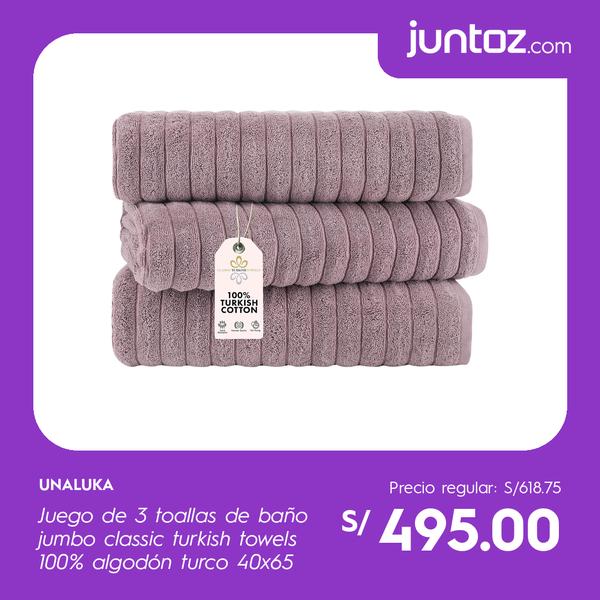 juntoz.com
100%
TURKISH
COTTON
UNALUKA
Juego de 3 toallas de baño
jumbo classic turkish towels
100% algodón turco 40x65
Precio regular: S/618.75
S/ 495.00